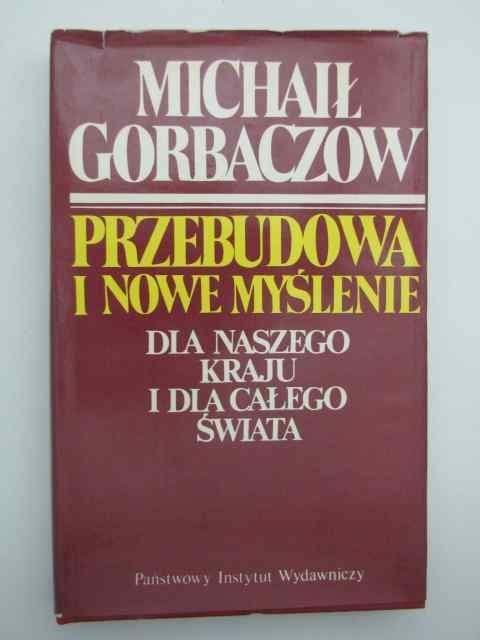 MICHAIŁ
GORBACZOW
PRZEBUDOWA
I NOWE MYŚLENIE
DLA NASZEGO
KRAJU
I DLA CAŁEGO
ŚWIATA
Państwowy Instytut Wydawniczy